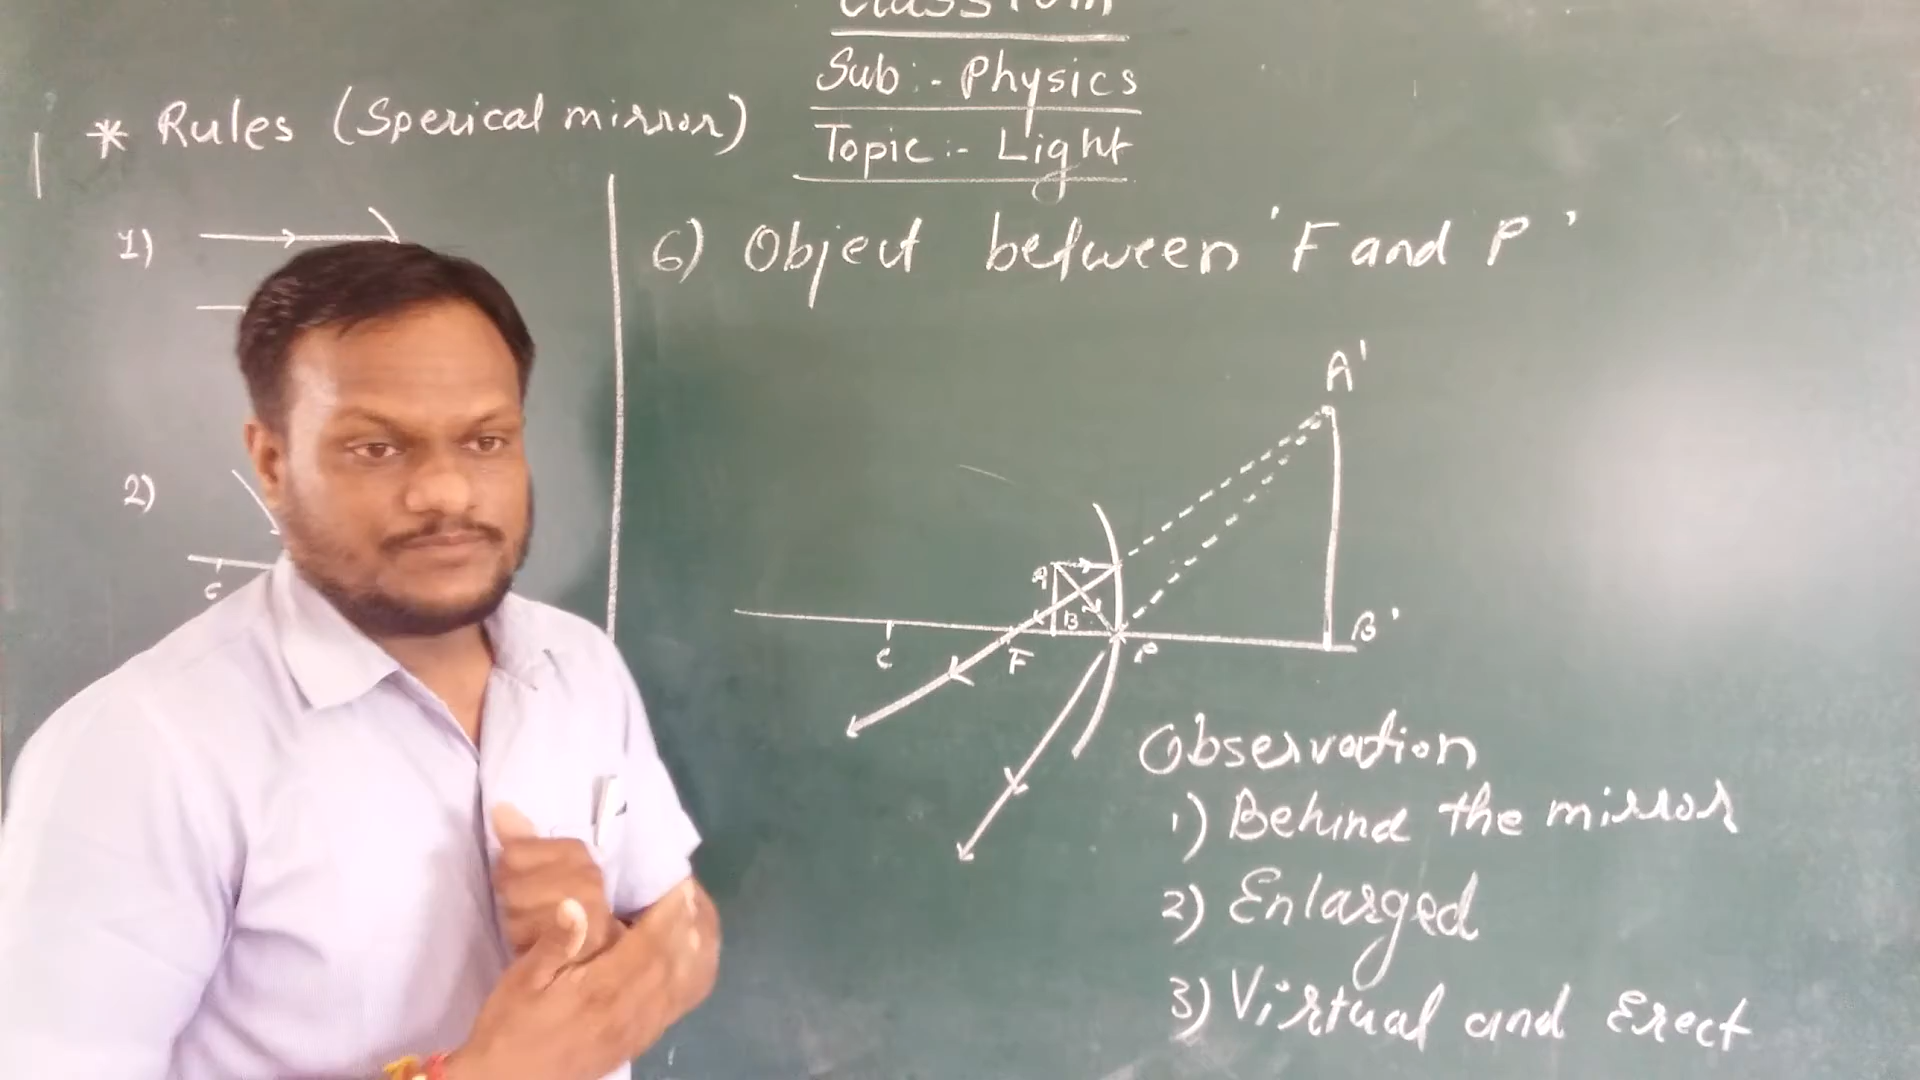 Sub:- Physics
Topic:- Light
* Rules (Sperical mirror)
1)
2)
C
6) Object between 'F and P'
A'
A
B
B'
C
F
P
Observation
1) Behind the mirror
2) Enlarged
3) Virtual and Erect